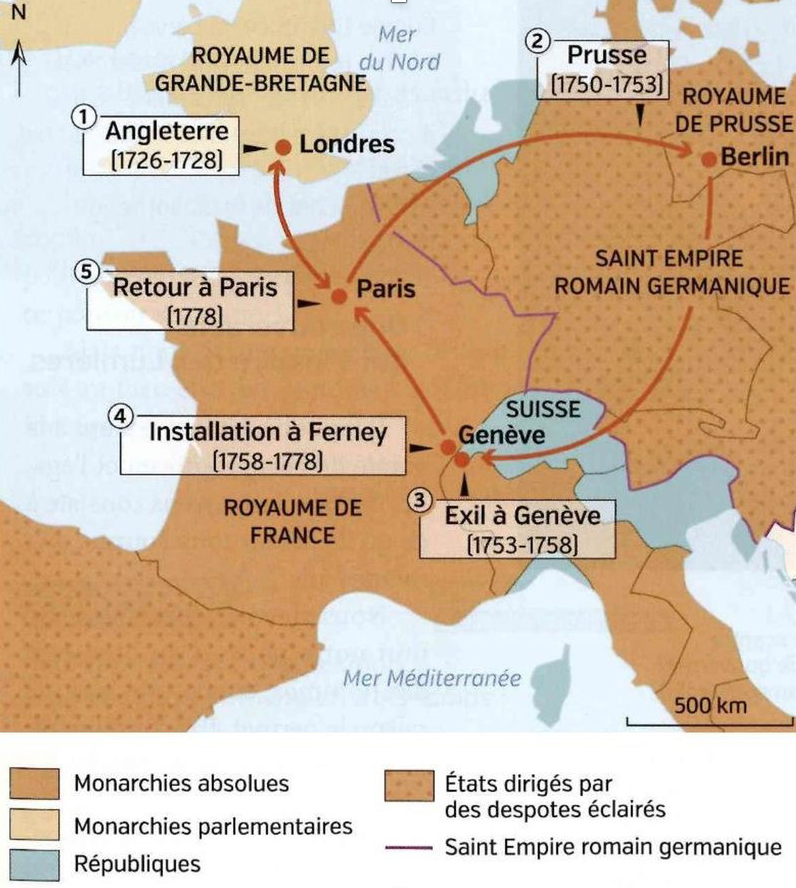 N
Mer
du Nord
ROYAUME DE
GRANDE-BRETAGNE
2
Prusse
(1750-1753)
ROYAUME
DE PRUSSE
1
Angleterre
(1726-1728)
Londres
Berlin
SAINT EMPIRE
ROMAIN GERMANIQUE
5
Retour à Paris
(1778)
Paris
4
Installation à Ferney
(1758-1778)
SUISSE
Genève
ROYAUME DE
FRANCE
3
Exil à Genève
(1753-1758)
Mer Méditerranée
500 km
Monarchies absolues
Monarchies parlementaires
Républiques
États dirigés par
des despotes éclairés
Saint Empire romain germanique